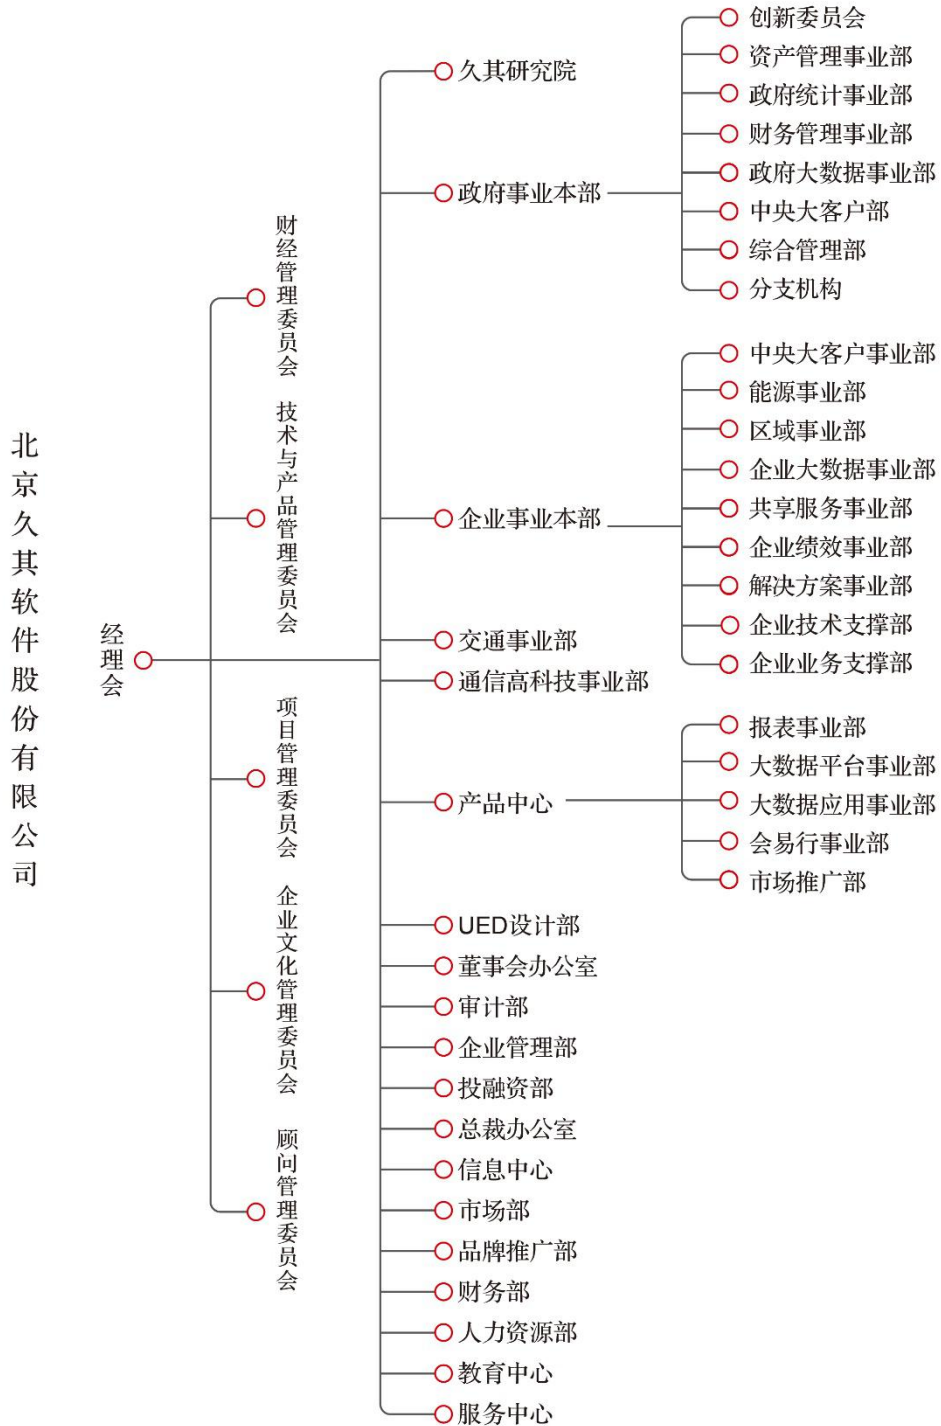 北京久其软件股份有限公司
经理会
财经管理委员会
技术与产品管理委员会
项目管理委员会
企业文化管理委员会
顾问管理委员会
久其研究院
政府事业本部
创新委员会
资产管理事业部
政府统计事业部
财务管理事业部
政府大数据事业部
中央大客户部
综合管理部
分支机构
企业事业本部
中央大客户事业部
能源事业部
区域事业部
企业大数据事业部
共享服务事业部
企业绩效事业部
解决方案事业部
企业技术支撑部
企业业务支撑部
交通事业部
通信高科技事业部
产品中心
报表事业部
大数据平台事业部
大数据应用事业部
会易行事业部
市场推广部
UED设计部
董事会办公室
审计部
企业管理部
投融资部
总裁办公室
信息中心
市场部
品牌推广部
财务部
人力资源部
教育中心
服务中心